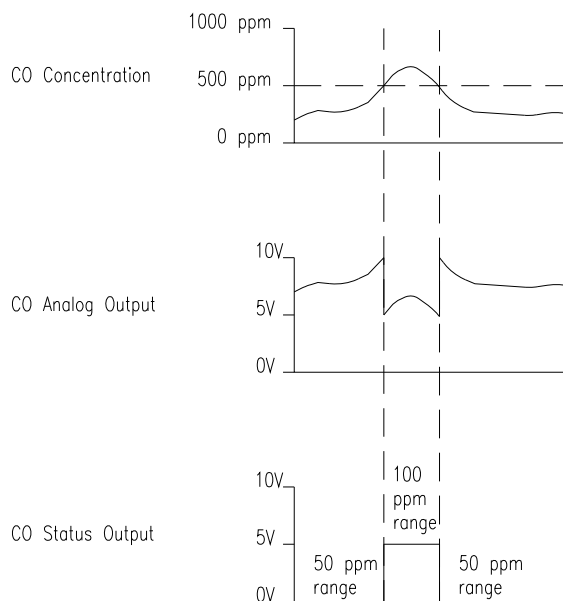 1000 ppm
CO Concentration
500 ppm
0 ppm
10V
CO Analog Output
5V
0V
10V
100
ppm
range
CO Status Output
5V
50 ppm
range
50 ppm
range
0V